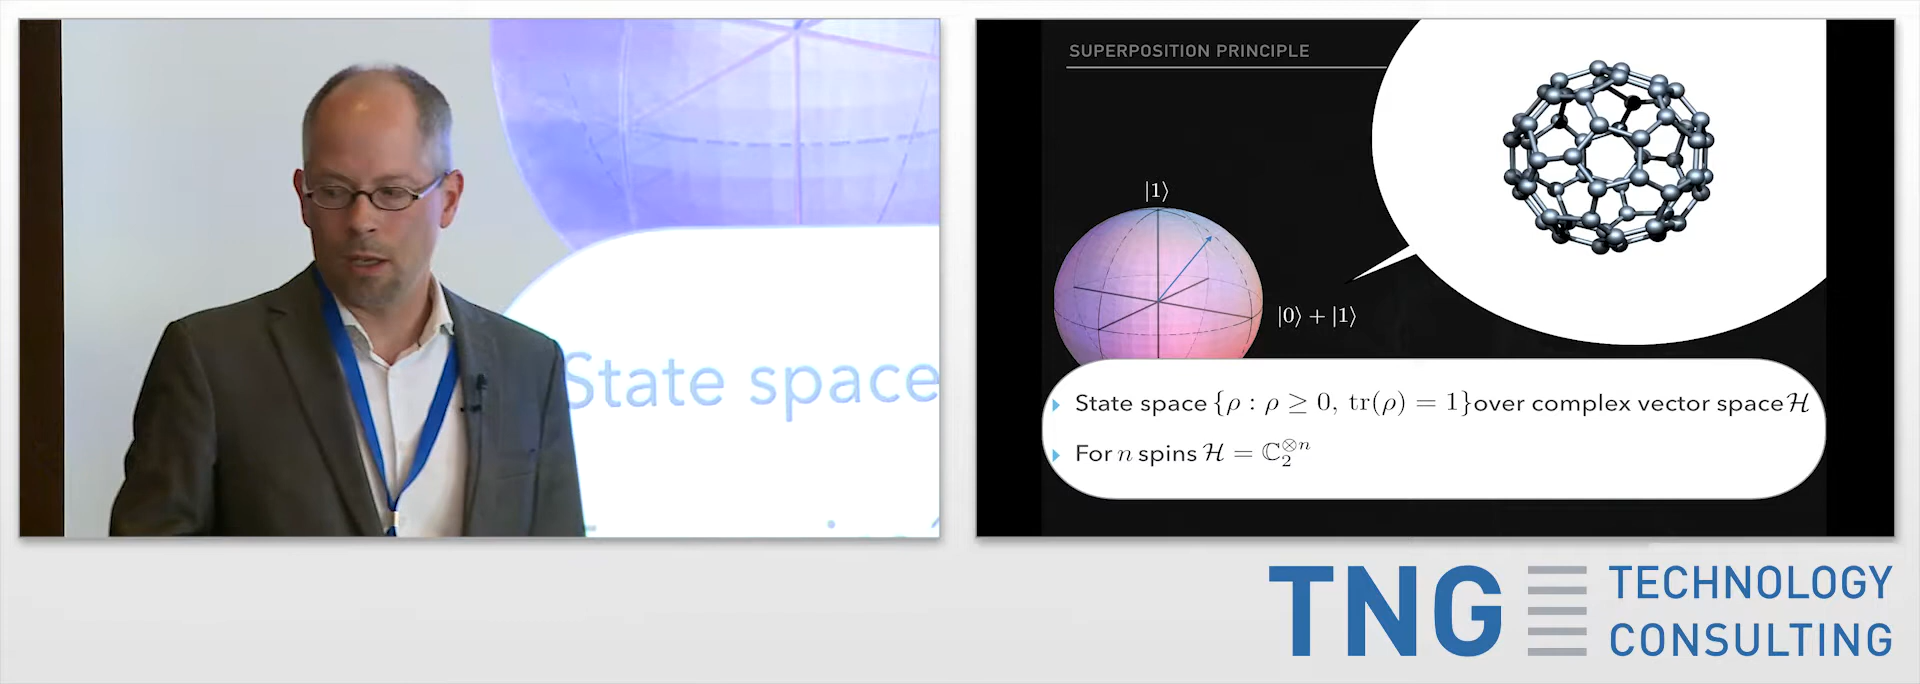 State space
SUPERPOSITION PRINCIPLE
|1⟩
|0⟩ + |1⟩
State space {ρ : ρ ≥ 0, tr(ρ) = 1} over complex vector space ℋ
For n spins ℋ = ℂ₂^⊗n
TNG TECHNOLOGY
CONSULTING